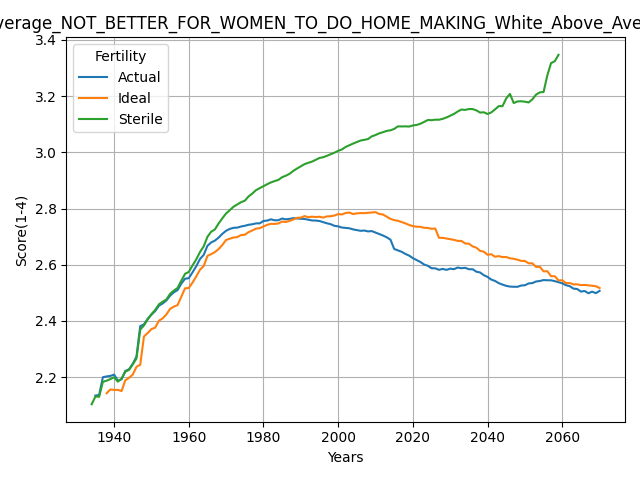 verage_NOT_BETTER_FOR_WOMEN_TO_DO_HOME_MAKING_White_Above_Ave
Fertility
Actual
Ideal
Sterile
Score(1-4)
3.4
3.2
3.0
2.8
2.6
2.4
2.2
1940 1960 1980 2000 2020 2040 2060
Years